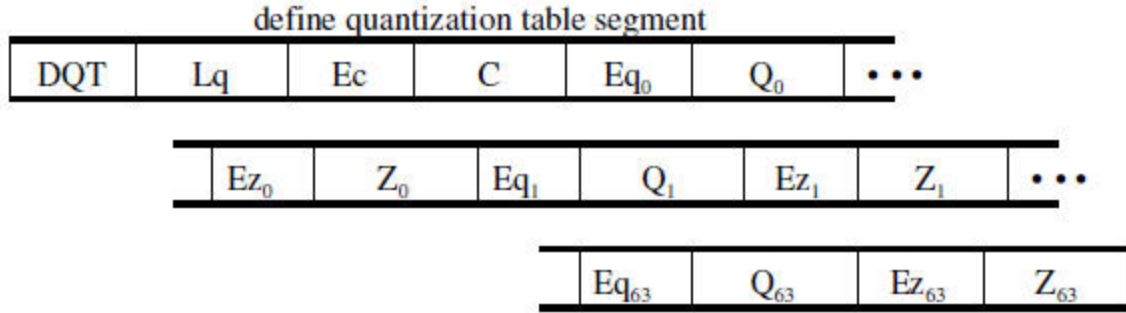 define quantization table segment
DQT Lq Ec C Eq₀ Q₀ •••
Ez₀ Z₀ Eq₁ Q₁ Ez₁ Z₁ •••
Eq₆₃ Q₆₃ Ez₆₃ Z₆₃